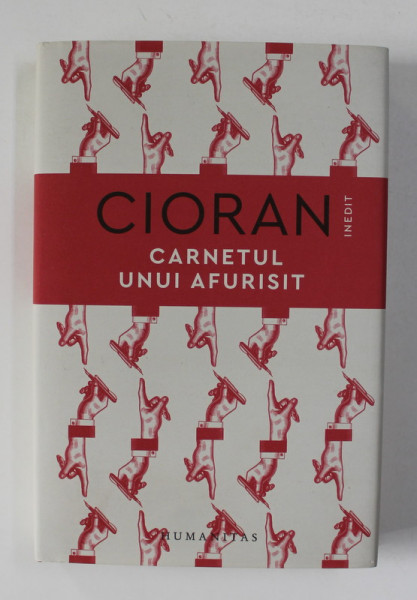 CIORAN
INEDIT
CARNETUL
UNUI AFURISIT
HUMANITAS